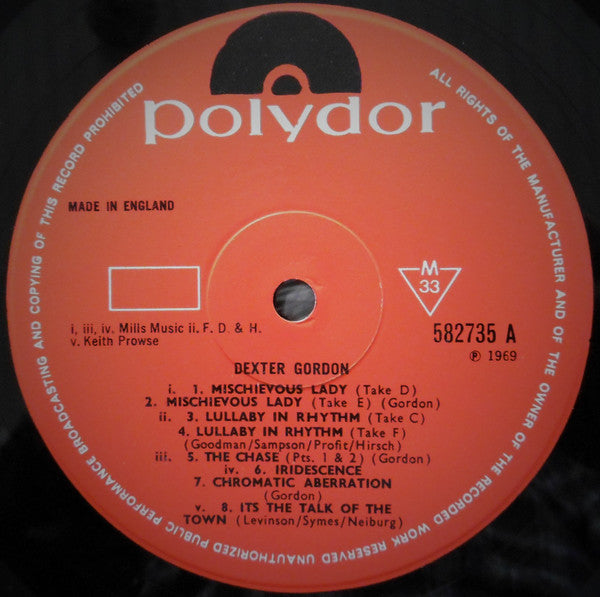 polydor
ALL RIGHTS OF THE MANUFACTURER AND OF THE OWNER OF THE RECORDED WORK RESERVED UNAUTHORIZED PUBLIC PERFORMANCE BROADCASTING AND COPYING OF THIS RECORD PROHIBITED
MADE IN ENGLAND
M
33
i, iii, iv. Mills Music ii. F. D. & H.
v. Keith Prowse
582735 A
℗ 1969
DEXTER GORDON
i. 1. MISCHIEVOUS LADY (Take D)
2. MISCHIEVOUS LADY (Take E) (Gordon)
ii. 3. LULLABY IN RHYTHM (Take C)
4. LULLABY IN RHYTHM (Take F)
(Goodman/Sampson/Profit/Hirsch)
iii. 5. THE CHASE (Pts. 1 & 2) (Gordon)
iv. 6. IRIDESCENCE
7. CHROMATIC ABERRATION
(Gordon)
v. 8. ITS THE TALK OF THE
TOWN (Levinson/Symes/Neiburg)